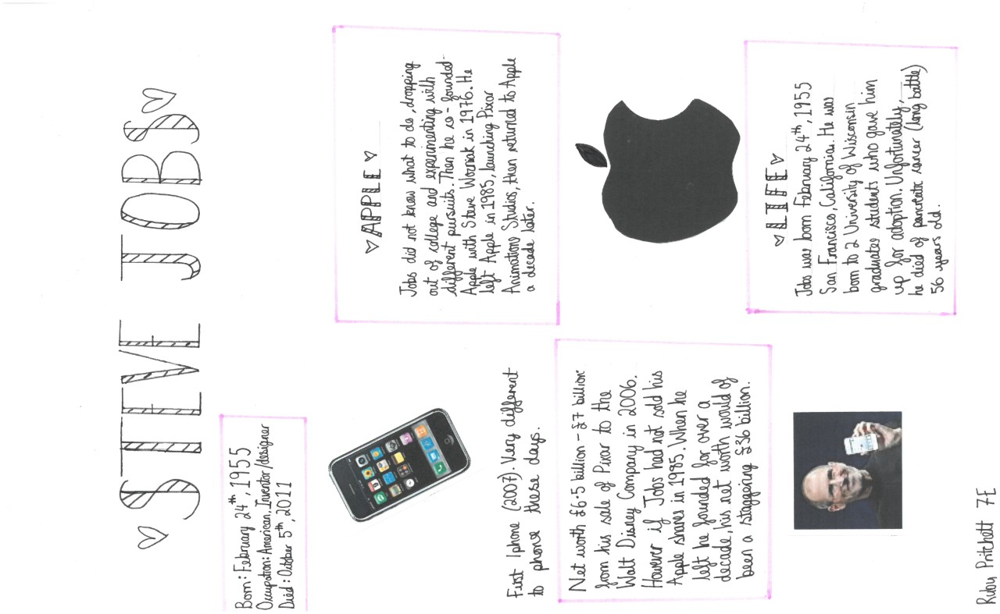 STEVE JOBS
Born: February 24th, 1955
Occupation: American, Inventor/designer
Died: October 5th, 2011
APPLE
Jobs did not know what to do, dropping
out of college and experimenting with
different pursuits. Then he co-founded
Apple with Steve Wozniak in 1976. He
left Apple in 1985, launching Pixar
Animations Studios, then returned to Apple
a decade later.
First Iphone (2007). Very different
to phone these days.
Net worth £6.5 billion - £7 billion
from his sale of Pixar to the
Walt Disney Company in 2006.
However if Jobs had not sold his
Apple shares in 1985. When he
left he founded for over a
decade, his net worth would of
been a staggering £36 billion.
LIFE
Jobs was born February 24th, 1955
San Francisco, California. He was
born to 2 University of Wisconsin
graduate students who gave him
up for adoption. Unfortunately,
he died of pancreatic cancer (long battle)
56 years old.
Ruby Pritchett 7E